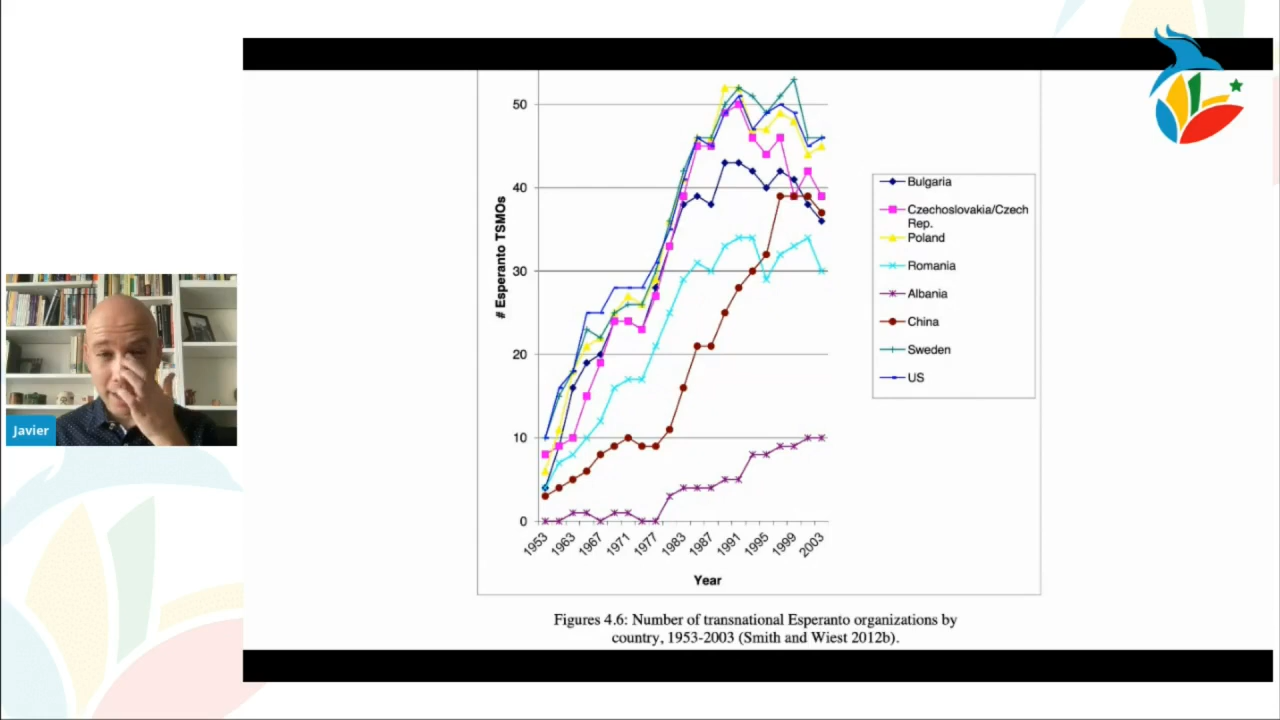 50
40
30
20
10
0
# Esperanto TSMOs
1953
1963
1967
1971
1977
1983
1987
1991
1995
1999
2003
Year
Bulgaria
Czechoslovakia/Czech
Rep.
Poland
Romania
Albania
China
Sweden
US
Figures 4.6: Number of transnational Esperanto organizations by
country, 1953-2003 (Smith and Wiest 2012b).
Javier